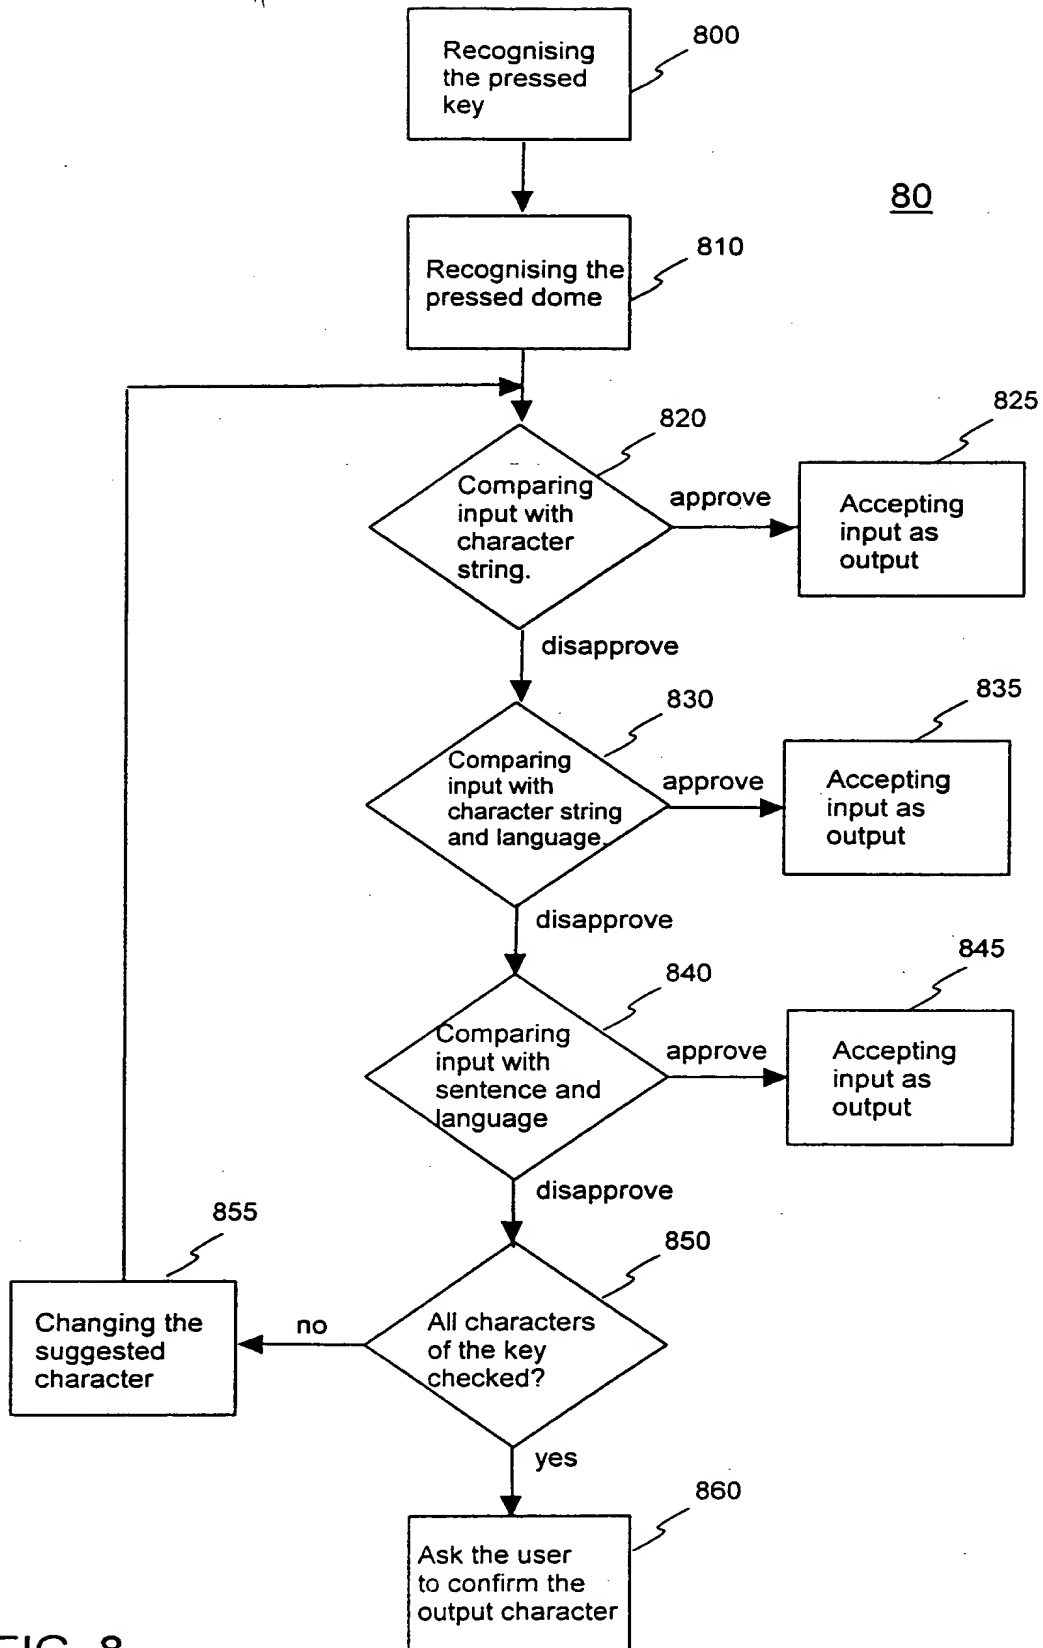 800
Recognising
the pressed
key
80
810
Recognising the
pressed dome
820
825
Comparing
input with
character
string.
approve
Accepting
input as
output
disapprove
830
835
Comparing
input with
character string
and language.
approve
Accepting
input as
output
disapprove
840
845
Comparing
input with
sentence and
language
approve
Accepting
input as
output
disapprove
855
850
Changing the
suggested
character
no
All characters
of the key
checked?
yes
860
Ask the user
to confirm the
output character
FIG. 8